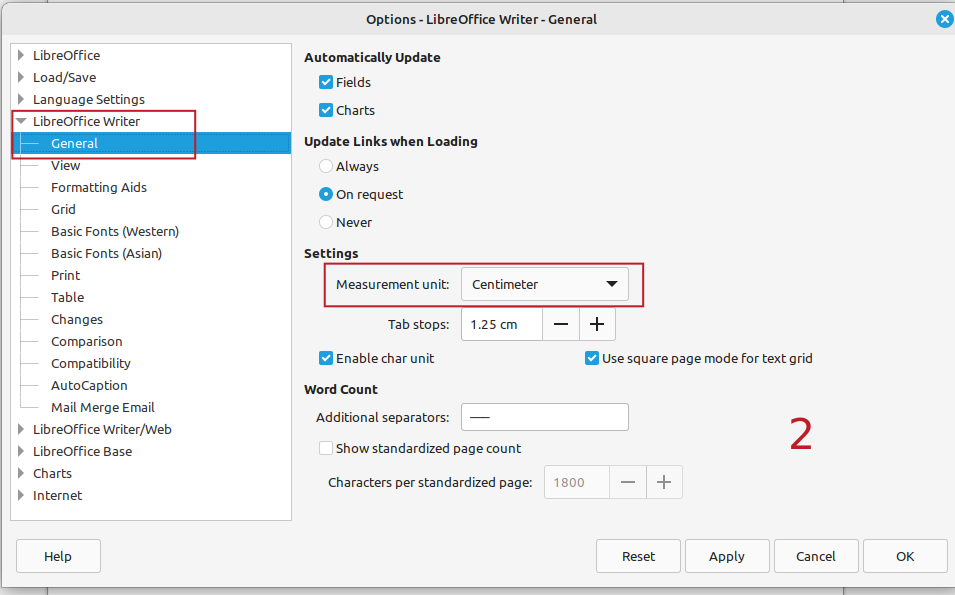 Options - LibreOffice Writer - General
LibreOffice
Load/Save
Language Settings
LibreOffice Writer
General
View
Formatting Aids
Grid
Basic Fonts (Western)
Basic Fonts (Asian)
Print
Table
Changes
Comparison
Compatibility
AutoCaption
Mail Merge Email
LibreOffice Writer/Web
LibreOffice Base
Charts
Internet
Automatically Update
Fields
Charts
Update Links when Loading
Always
On request
Never
Settings
Measurement unit: Centimeter
Tab stops: 1.25 cm
Enable char unit Use square page mode for text grid
Word Count
Additional separators: —
Show standardized page count
Characters per standardized page: 1800
2
Help Reset Apply Cancel OK